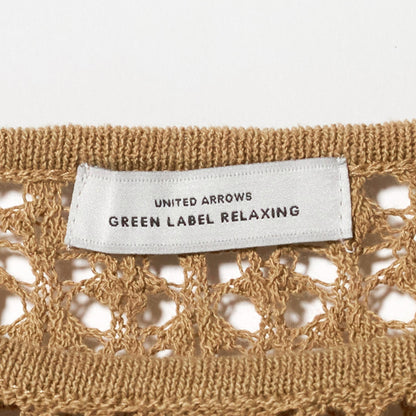 UNITED ARROWS
GREEN LABEL RELAXING